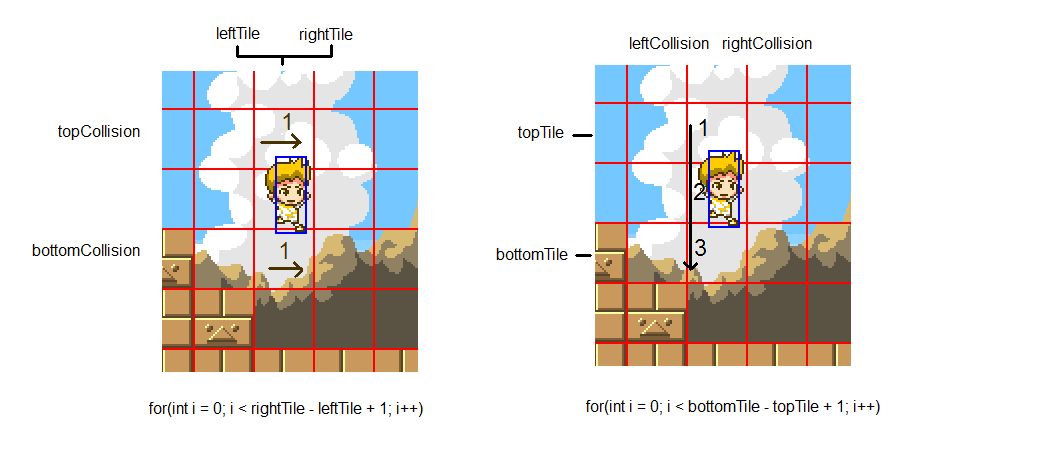 leftTile rightTile
topCollision
1
bottomCollision
1
for(int i = 0; i < rightTile - leftTile + 1; i++)
leftCollision rightCollision
topTile
1
2
bottomTile
3
for(int i = 0; i < bottomTile - topTile + 1; i++)